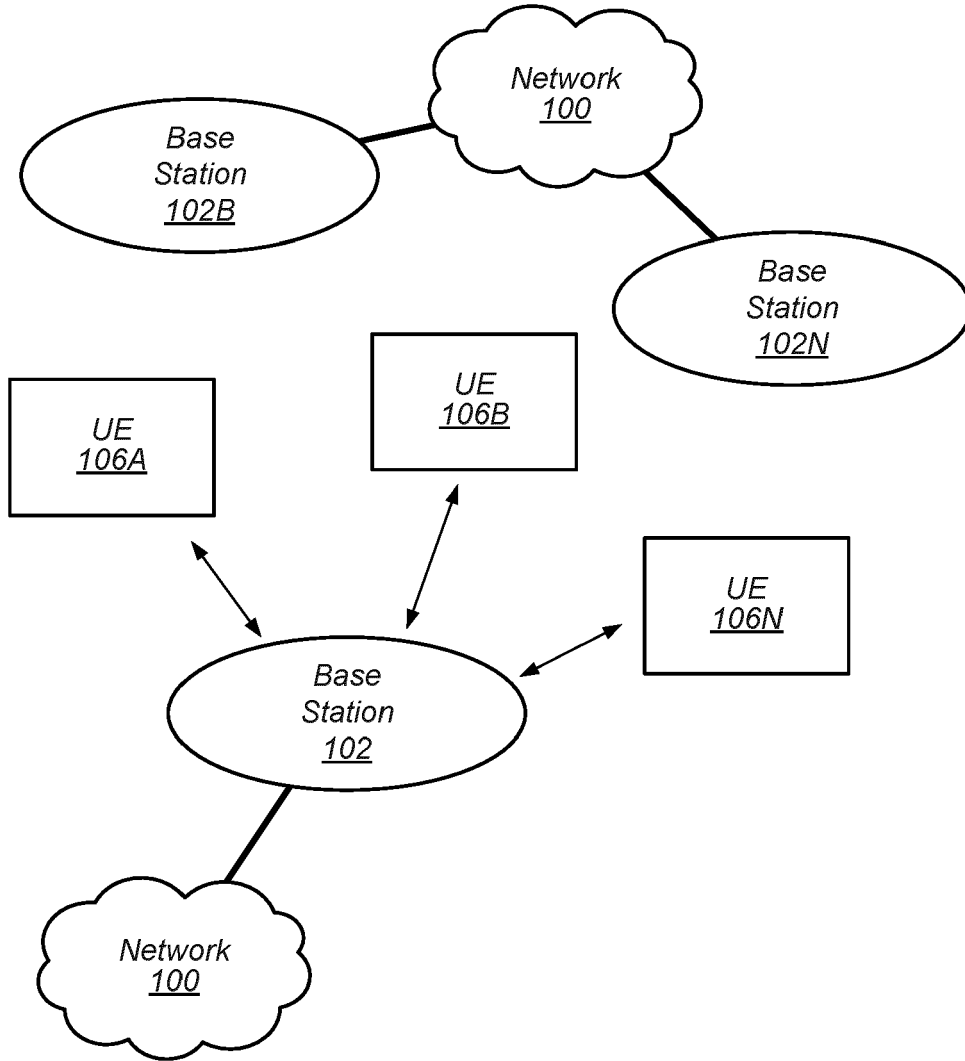 Network
100
Base
Station
102B
Base
Station
102N
UE
106B
UE
106A
UE
106N
Base
Station
102
Network
100